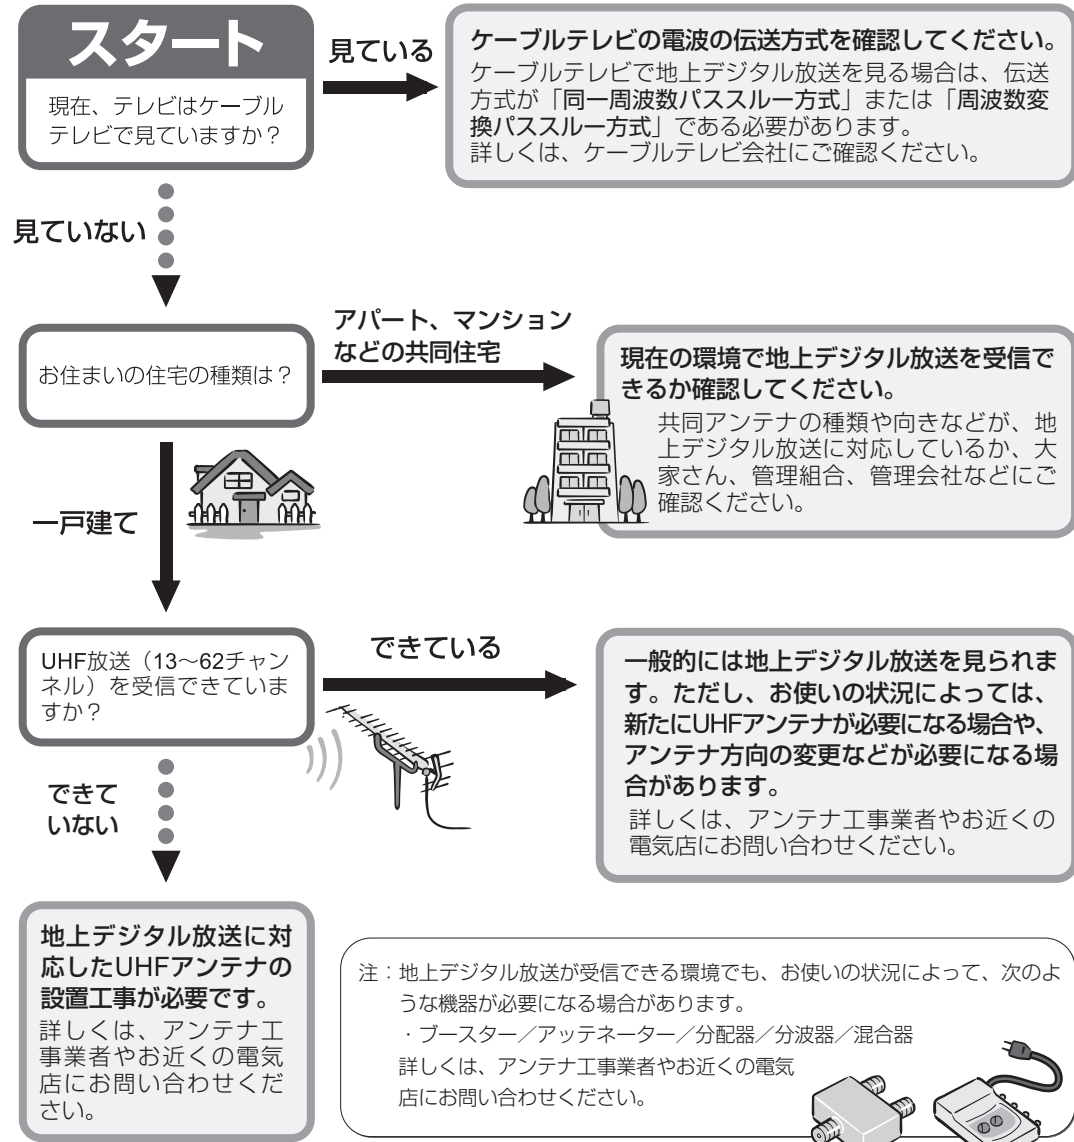 スタート
現在、テレビはケーブル
テレビで見ていますか？
見ている
ケーブルテレビの電波の伝送方式を確認してください。
ケーブルテレビで地上デジタル放送を見る場合は、伝送
方式が「同一周波数パススルー方式」または「周波数変
換パススルー方式」である必要があります。
詳しくは、ケーブルテレビ会社にご確認ください。
見ていない
お住まいの住宅の種類は？
アパート、マンション
などの共同住宅
現在の環境で地上デジタル放送を受信で
きるか確認してください。
共同アンテナの種類や向きなどが、地
上デジタル放送に対応しているか、大
家さん、管理組合、管理会社などにご
確認ください。
一戸建て
UHF放送（13〜62チャン
ネル）を受信できていま
すか？
できている
一般的には地上デジタル放送を見られま
す。ただし、お使いの状況によっては、
新たにUHFアンテナが必要になる場合や、
アンテナ方向の変更などが必要になる場
合があります。
詳しくは、アンテナ工事業者やお近くの
電気店にお問い合わせください。
できて
いない
地上デジタル放送に対
応したUHFアンテナの
設置工事が必要です。
詳しくは、アンテナ工
事業者やお近くの電気
店にお問い合わせくだ
さい。
注：地上デジタル放送が受信できる環境でも、お使いの状況によって、次のよ
うな機器が必要になる場合があります。
・ブースター／アッテネーター／分配器／分波器／混合器
詳しくは、アンテナ工事業者やお近くの電気
店にお問い合わせください。